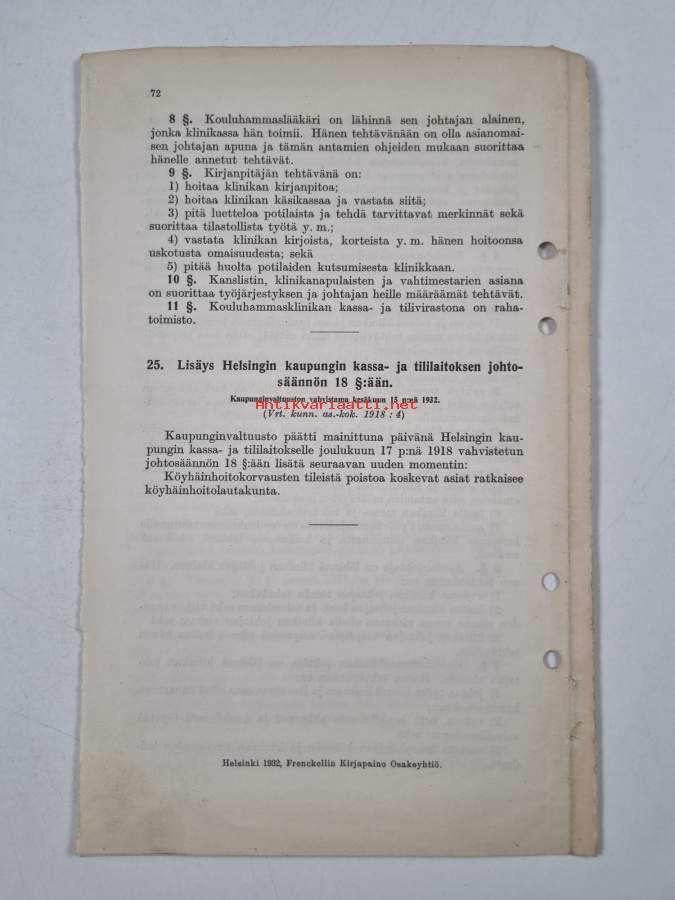 72
8 §. Kouluhammaslääkäri on lähinnä sen johtajan alainen,
jonka klinikassa hän toimii. Hänen tehtävänään on olla asianomai-
sen johtajan apuna ja tämän antamien ohjeiden mukaan suorittaa
hänelle annetut tehtävät.
9 §. Kirjanpitäjän tehtävänä on:
1) hoitaa klinikan kirjanpitoa;
2) hoitaa klinikan käsikassaa ja vastata siitä;
3) pitä luetteloa potilaista ja tehdä tarvittavat merkinnät sekä
suorittaa tilastollista työtä y. m.;
4) vastata klinikan kirjoista, korteista y. m. hänen hoitoonsa
uskotusta omaisuudesta; sekä
5) pitää huolta potilaiden kutsumisesta klinikkaan.
10 §. Kanslistin, klinikanapulaisten ja vahtimestarien asiana
on suorittaa työjärjestyksen ja johtajan heille määräämät tehtävät.
11 §. Kouluhammasklinikan kassa- ja tilivirastona on raha-
toimisto.
25. Lisäys Helsingin kaupungin kassa- ja tililaitoksen johto-
säännön 18 §:ään.
Kaupunginvaltuuston vahvistama kesäkuun 15 p:nä 1932.
Antikvariaatti.net
(Vrt. kunn. as.-kok. 1918 : 4)
Kaupunginvaltuusto päätti mainittuna päivänä Helsingin kau-
pungin kassa- ja tililaitokselle joulukuun 17 p:nä 1918 vahvistetun
johtosäännön 18 §:ään lisätä seuraavan uuden momentin:
Köyhäinhoitokorvausten tileistä poistoa koskevat asiat ratkaisee
köyhäinhoitolautakunta.
Helsinki 1932, Frenckellin Kirjapaino Osakeyhtiö.